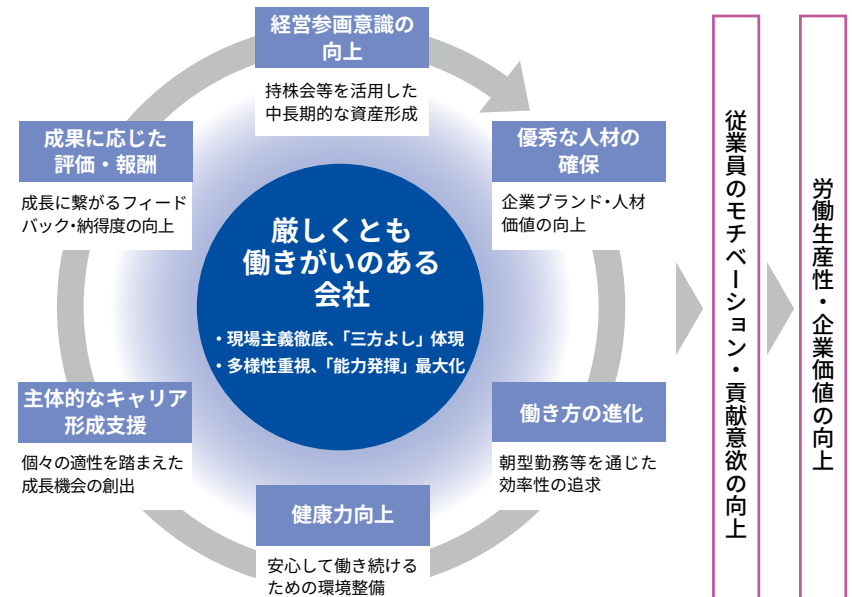 経営参画意識の
向上
持株会等を活用した
中長期的な資産形成
優秀な人材の
確保
企業ブランド・人材
価値の向上
働き方の進化
朝型勤務等を通じた
効率性の追求
健康力向上
安心して働き続ける
ための環境整備
主体的なキャリア
形成支援
個々の適性を踏まえた
成長機会の創出
成果に応じた
評価・報酬
成長に繋がるフィード
バック・納得度の向上
厳しくとも
働きがいのある
会社
・現場主義徹底、「三方よし」体現
・多様性重視、「能力発揮」最大化
従業員のモチベーション・貢献意欲の向上
労働生産性・企業価値の向上